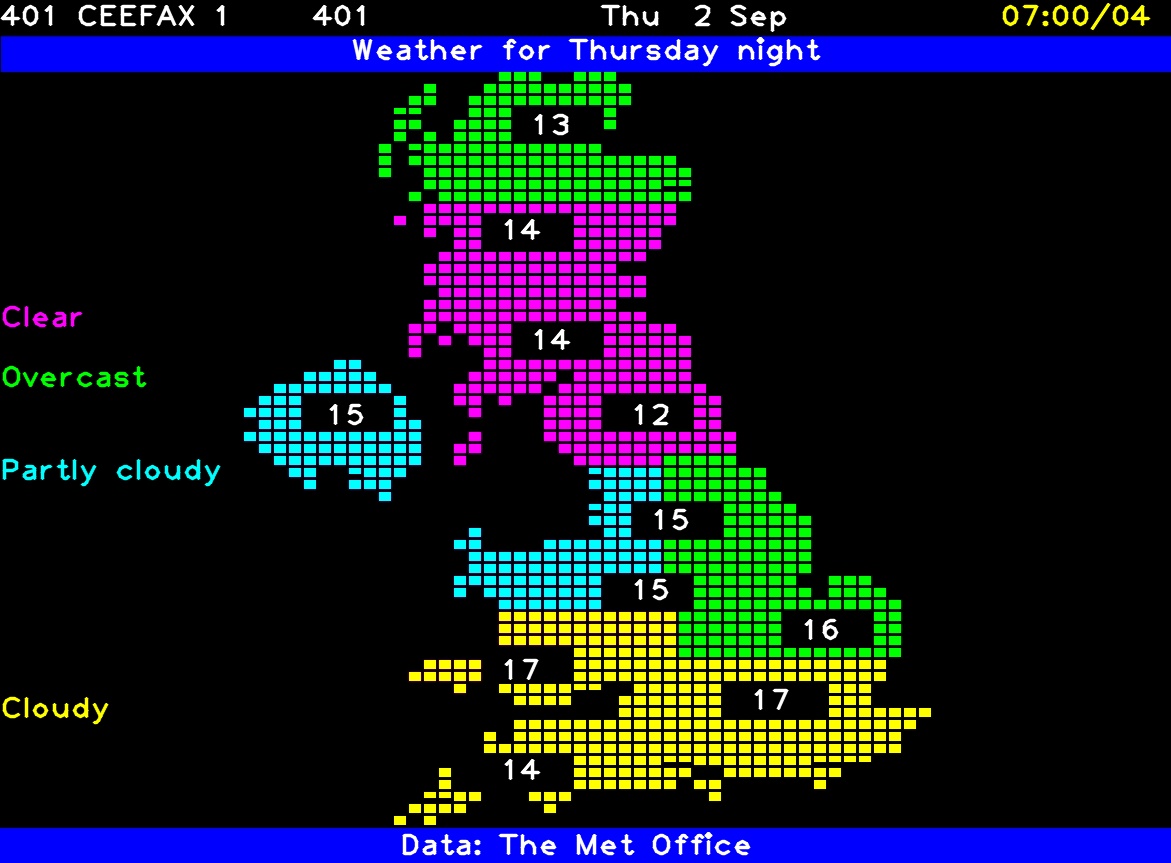 401 CEEFAX 1 401 Thu 2 Sep 07:00/04
Weather for Thursday night
13
14
Clear
14
Overcast
15
12
Partly cloudy
15
15
16
17
17
Cloudy
14
Data: The Met Office